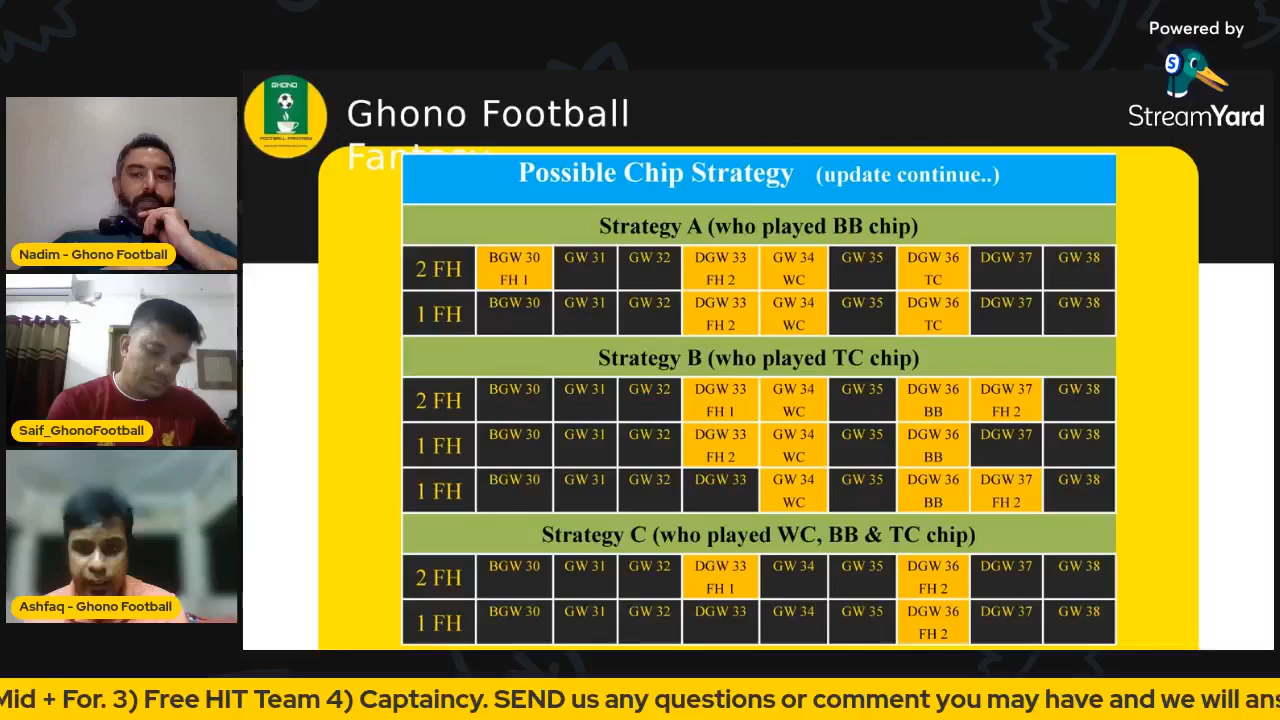 Powered by
StreamYard
GHONO
FOOTBALL FANTASY
Ghono Football
Fantasy
Possible Chip Strategy (update continue..)
Strategy A (who played BB chip)
2 FH BGW 30 GW 31 GW 32 DGW 33 GW 34 GW 35 DGW 36 DGW 37 GW 38
FH 1 FH 2 WC TC
1 FH BGW 30 GW 31 GW 32 DGW 33 GW 34 GW 35 DGW 36 DGW 37 GW 38
FH 2 WC TC
Strategy B (who played TC chip)
2 FH BGW 30 GW 31 GW 32 DGW 33 GW 34 GW 35 DGW 36 DGW 37 GW 38
FH 1 WC BB FH 2
1 FH BGW 30 GW 31 GW 32 DGW 33 GW 34 GW 35 DGW 36 DGW 37 GW 38
FH 2 WC BB
1 FH BGW 30 GW 31 GW 32 DGW 33 GW 34 GW 35 DGW 36 DGW 37 GW 38
WC BB FH 2
Strategy C (who played WC, BB & TC chip)
2 FH BGW 30 GW 31 GW 32 DGW 33 GW 34 GW 35 DGW 36 DGW 37 GW 38
FH 1 FH 2
1 FH BGW 30 GW 31 GW 32 DGW 33 GW 34 GW 35 DGW 36 DGW 37 GW 38
FH 2
Nadim - Ghono Football
Saif_GhonoFootball
Ashfaq - Ghono Football
Mid + For. 3) Free HIT Team 4) Captaincy. SEND us any questions or comment you may have and we will ans